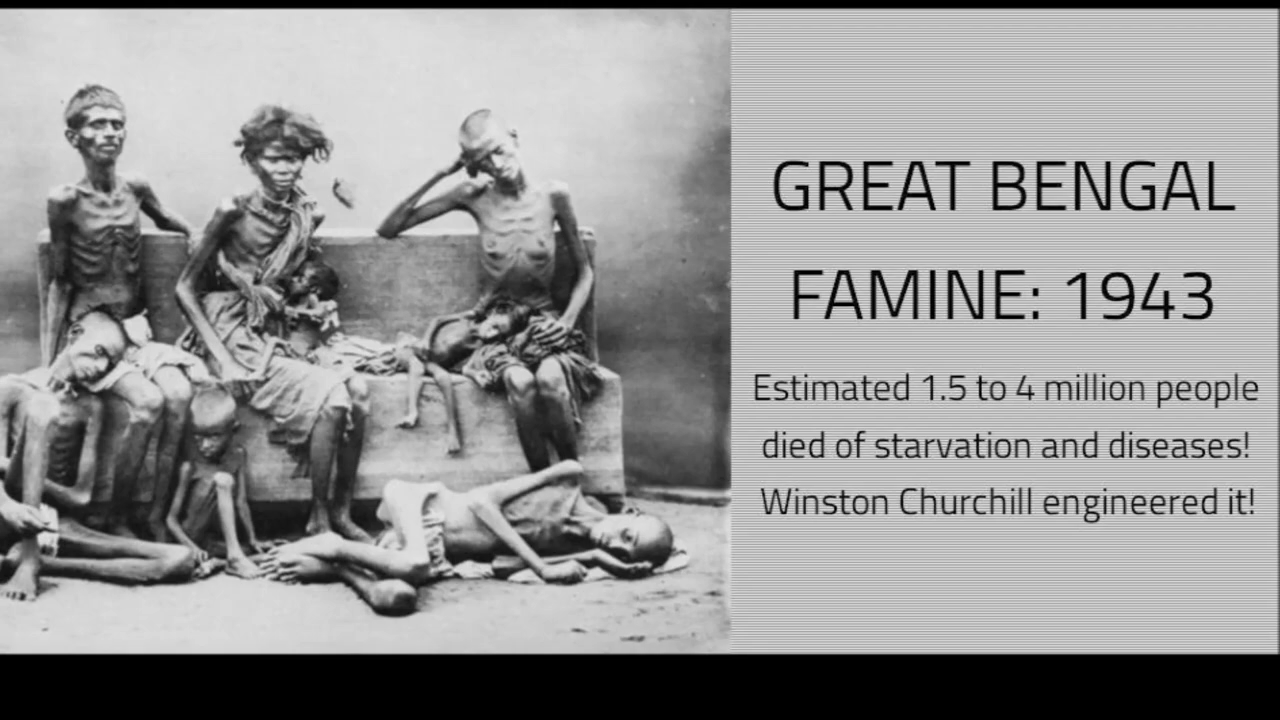 GREAT BENGAL
FAMINE: 1943
Estimated 1.5 to 4 million people
died of starvation and diseases!
Winston Churchill engineered it!